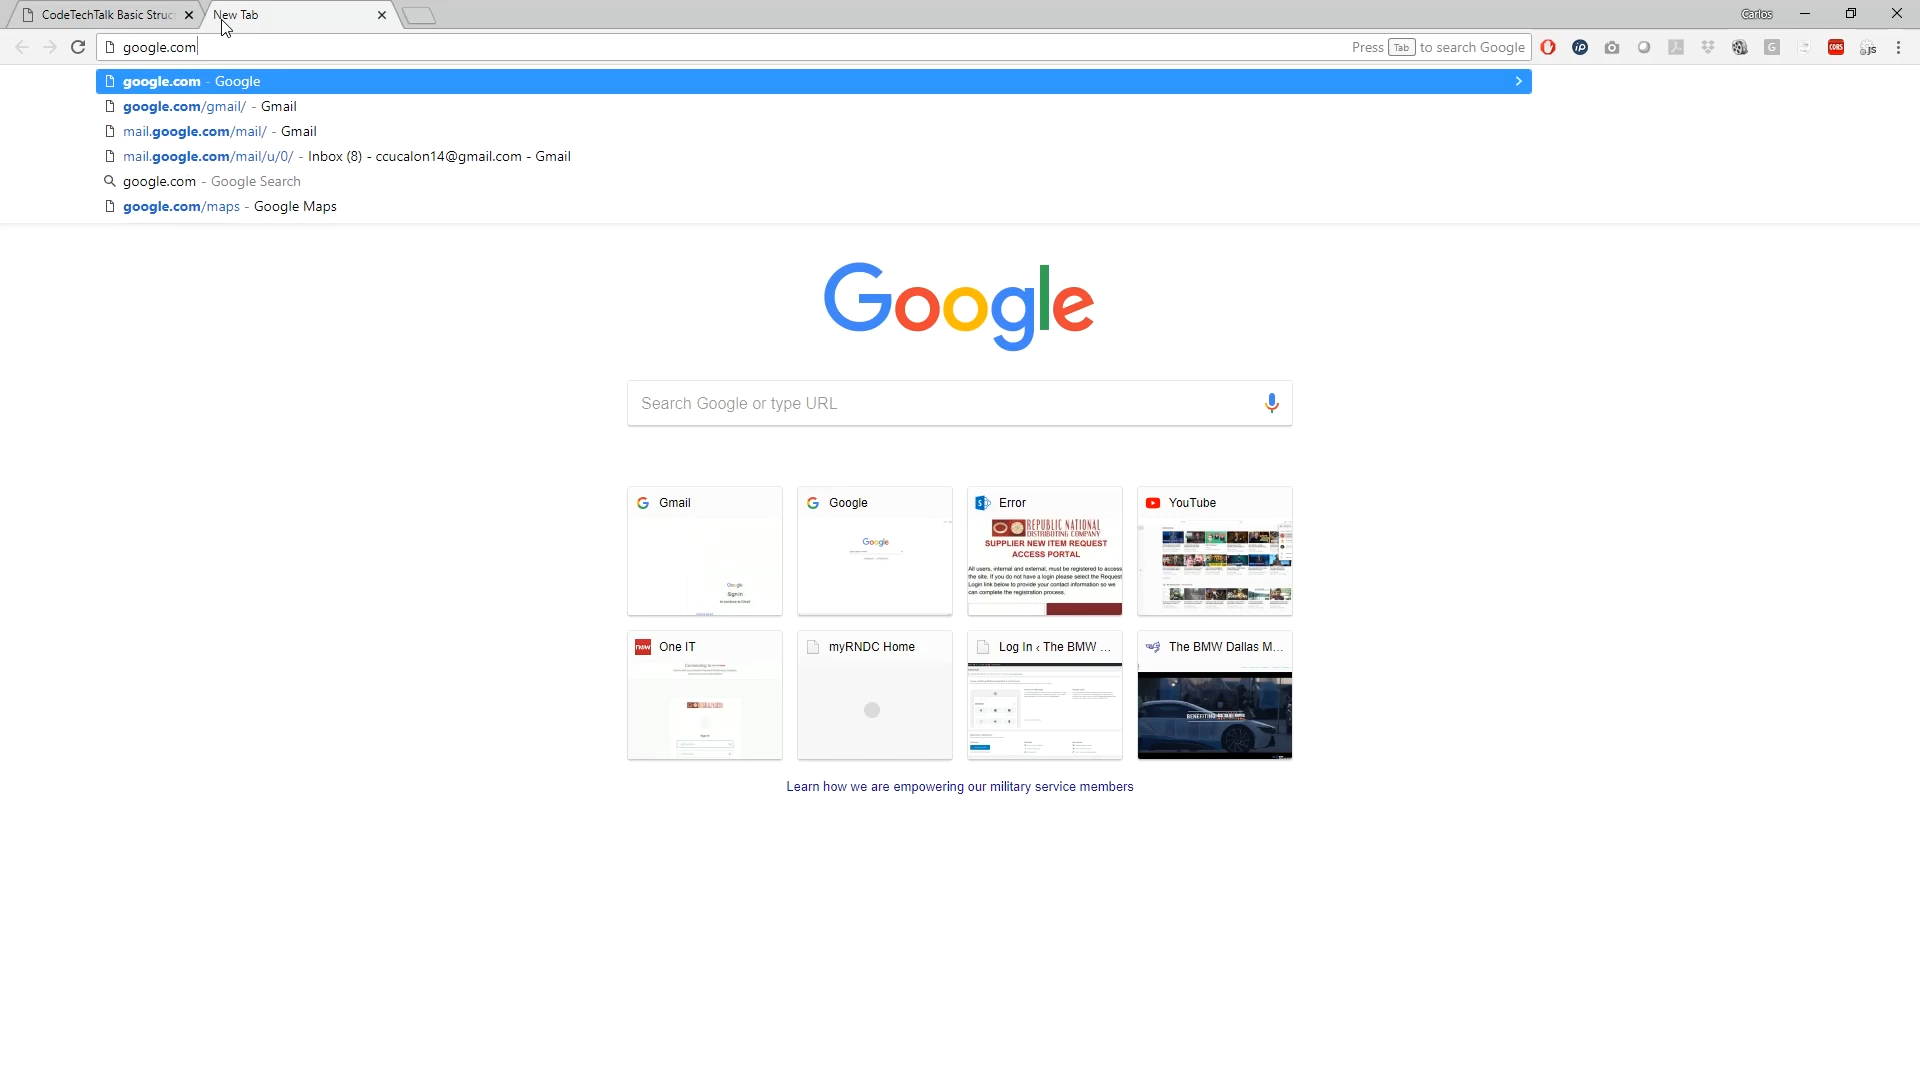 CodeTechTalk Basic Struc
New Tab
Carlos
google.com
Press Tab to search Google
google.com - Google
google.com/gmail/ - Gmail
mail.google.com/mail/ - Gmail
mail.google.com/mail/u/0/ - Inbox (8) - ccucalon14@gmail.com - Gmail
google.com - Google Search
google.com/maps - Google Maps
Google
Search Google or type URL
Gmail
Google
Error
YouTube
Google
Sign in
Google
REPUBLIC NATIONAL
DISTRIBUTING COMPANY
SUPPLIER NEW ITEM REQUEST
ACCESS PORTAL
All users, internal and external, must be registered to access
the site. If you do not have a login please select the Request
Login link below to provide your contact information so we
can complete the registration process.
One IT
myRNDC Home
Log In ‹ The BMW ...
The BMW Dallas M...
BENEFITING
Learn how we are empowering our military service members